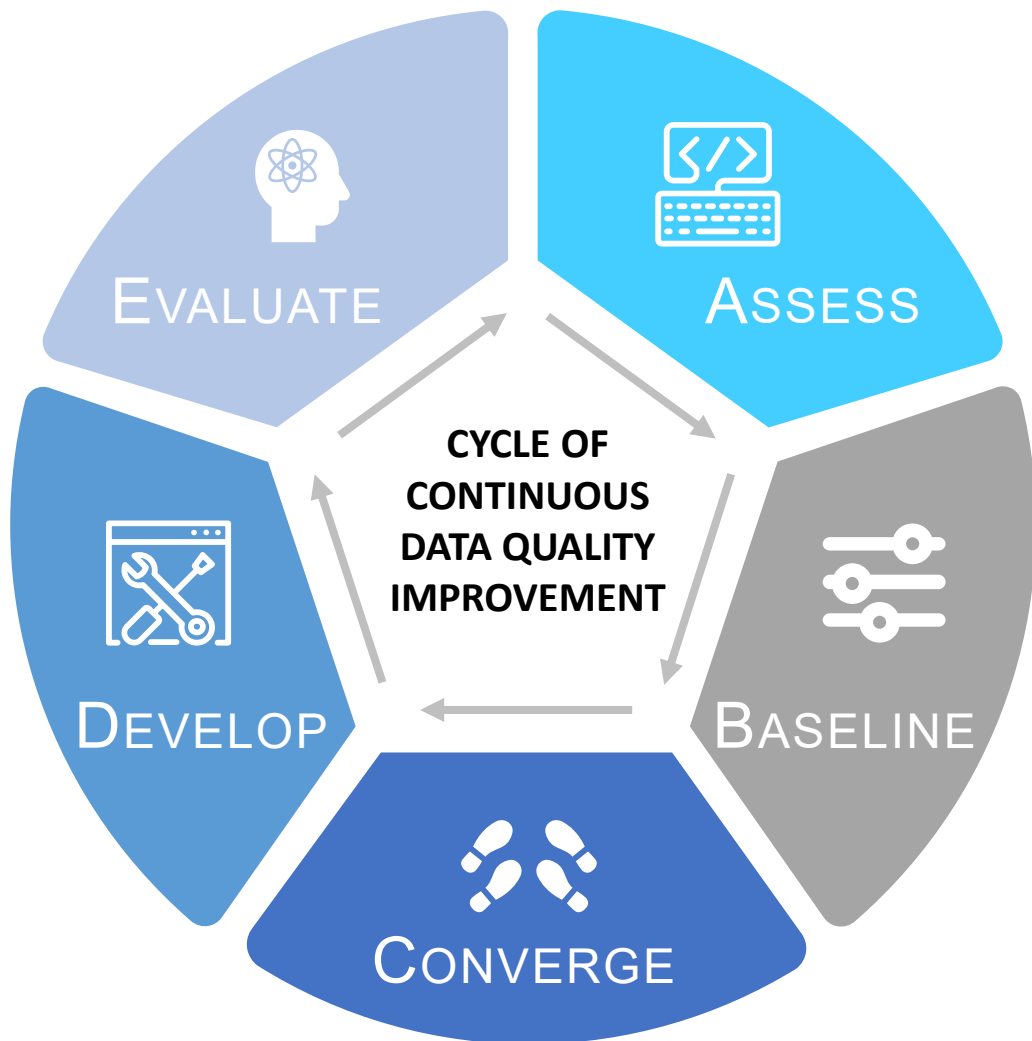 EVALUATE
ASSESS
CYCLE OF
CONTINUOUS
DATA QUALITY
IMPROVEMENT
DEVELOP
BASELINE
CONVERGE